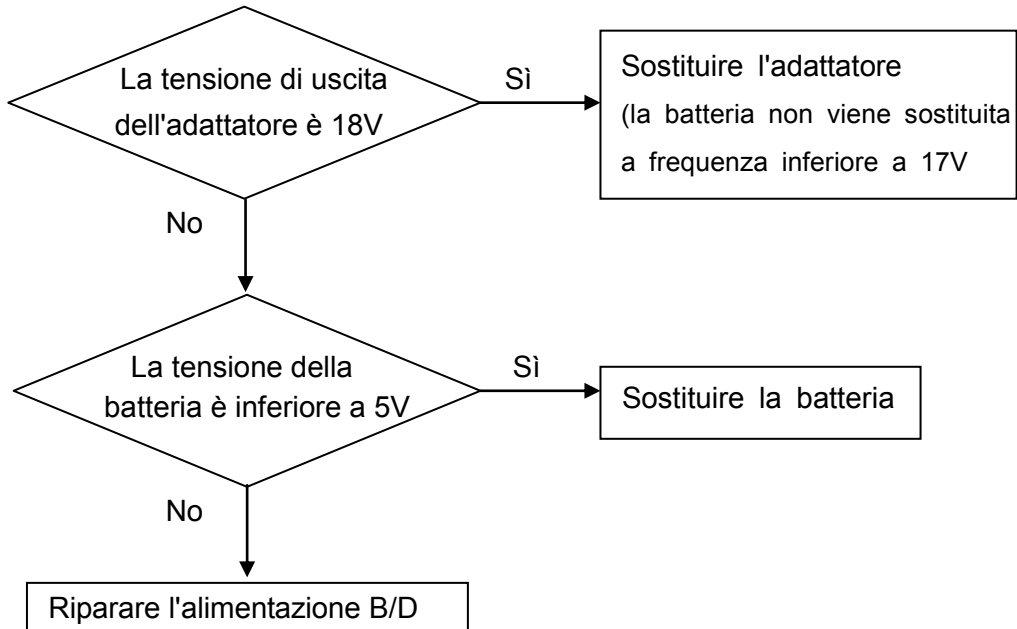 La tensione di uscita
dell'adattatore è 18V
Sì
Sostituire l'adattatore
(la batteria non viene sostituita
a frequenza inferiore a 17V
No
La tensione della
batteria è inferiore a 5V
Sì
Sostituire la batteria
No
Riparare l'alimentazione B/D